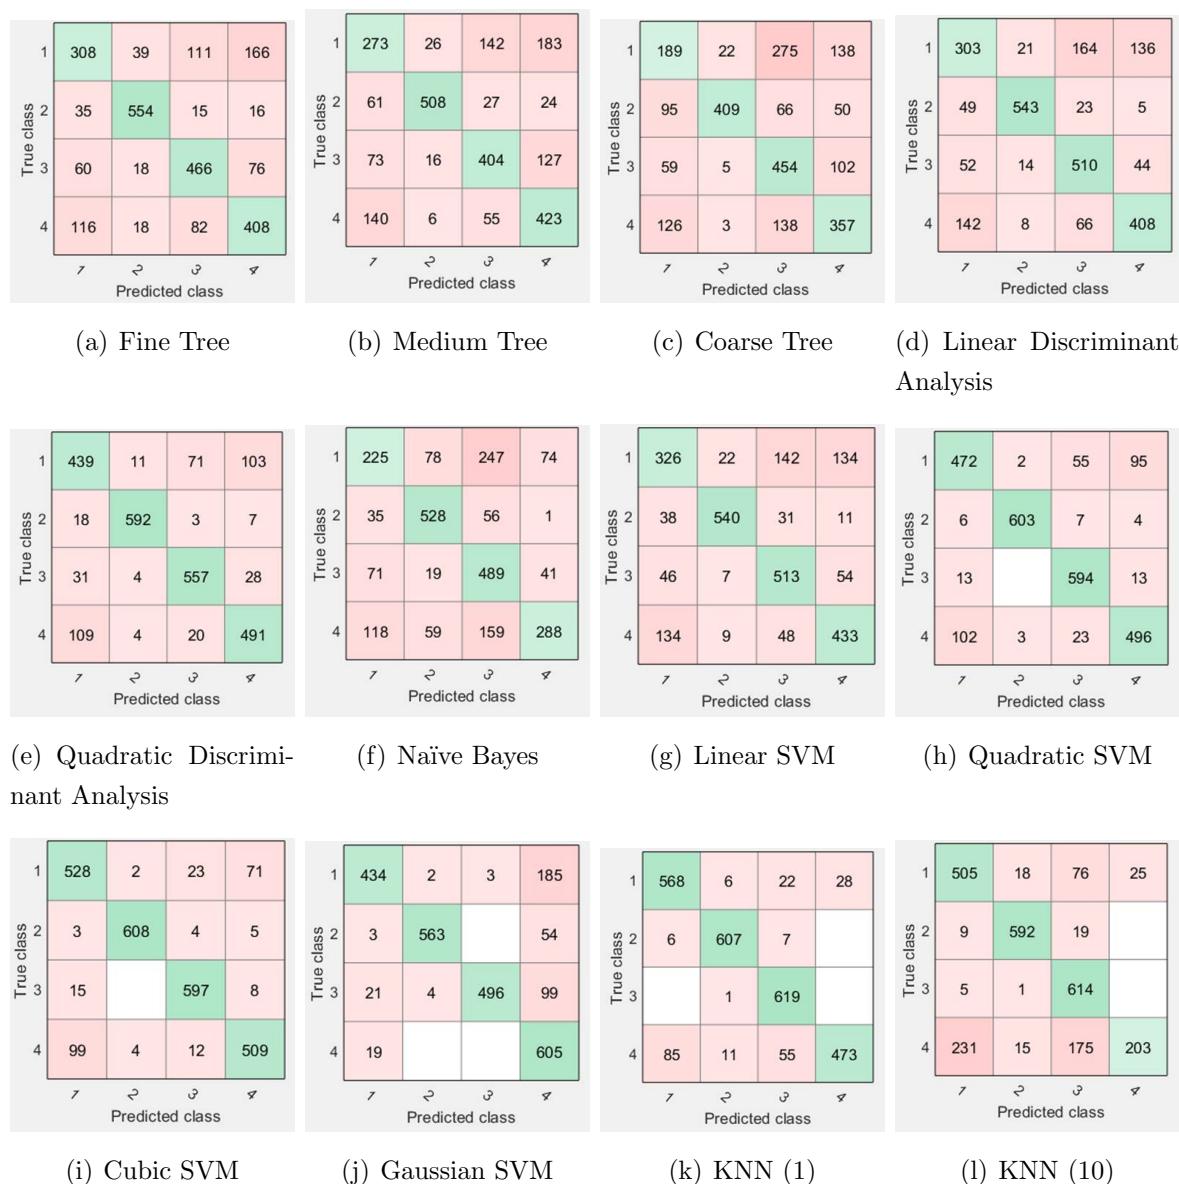 1 308 39 111 166
2 35 554 15 16
3 60 18 466 76
4 116 18 82 408
True class
1 2 3 4
Predicted class
(a) Fine Tree
1 273 26 142 183
2 61 508 27 24
3 73 16 404 127
4 140 6 55 423
True class
1 2 3 4
Predicted class
(b) Medium Tree
1 189 22 275 138
2 95 409 66 50
3 59 5 454 102
4 126 3 138 357
True class
1 2 3 4
Predicted class
(c) Coarse Tree
1 303 21 164 136
2 49 543 23 5
3 52 14 510 44
4 142 8 66 408
True class
1 2 3 4
Predicted class
(d) Linear Discriminant
Analysis
1 439 11 71 103
2 18 592 3 7
3 31 4 557 28
4 109 4 20 491
True class
1 2 3 4
Predicted class
(e) Quadratic Discrimi-
nant Analysis
1 225 78 247 74
2 35 528 56 1
3 71 19 489 41
4 118 59 159 288
True class
1 2 3 4
Predicted class
(f) Naïve Bayes
1 326 22 142 134
2 38 540 31 11
3 46 7 513 54
4 134 9 48 433
True class
1 2 3 4
Predicted class
(g) Linear SVM
1 472 2 55 95
2 6 603 7 4
3 13 594 13
4 102 3 23 496
True class
1 2 3 4
Predicted class
(h) Quadratic SVM
1 528 2 23 71
2 3 608 4 5
3 15 597 8
4 99 4 12 509
True class
1 2 3 4
Predicted class
(i) Cubic SVM
1 434 2 3 185
2 3 563 54
3 21 4 496 99
4 19 605
True class
1 2 3 4
Predicted class
(j) Gaussian SVM
1 568 6 22 28
2 6 607 7
3 1 619
4 85 11 55 473
True class
1 2 3 4
Predicted class
(k) KNN (1)
1 505 18 76 25
2 9 592 19
3 5 1 614
4 231 15 175 203
True class
1 2 3 4
Predicted class
(l) KNN (10)